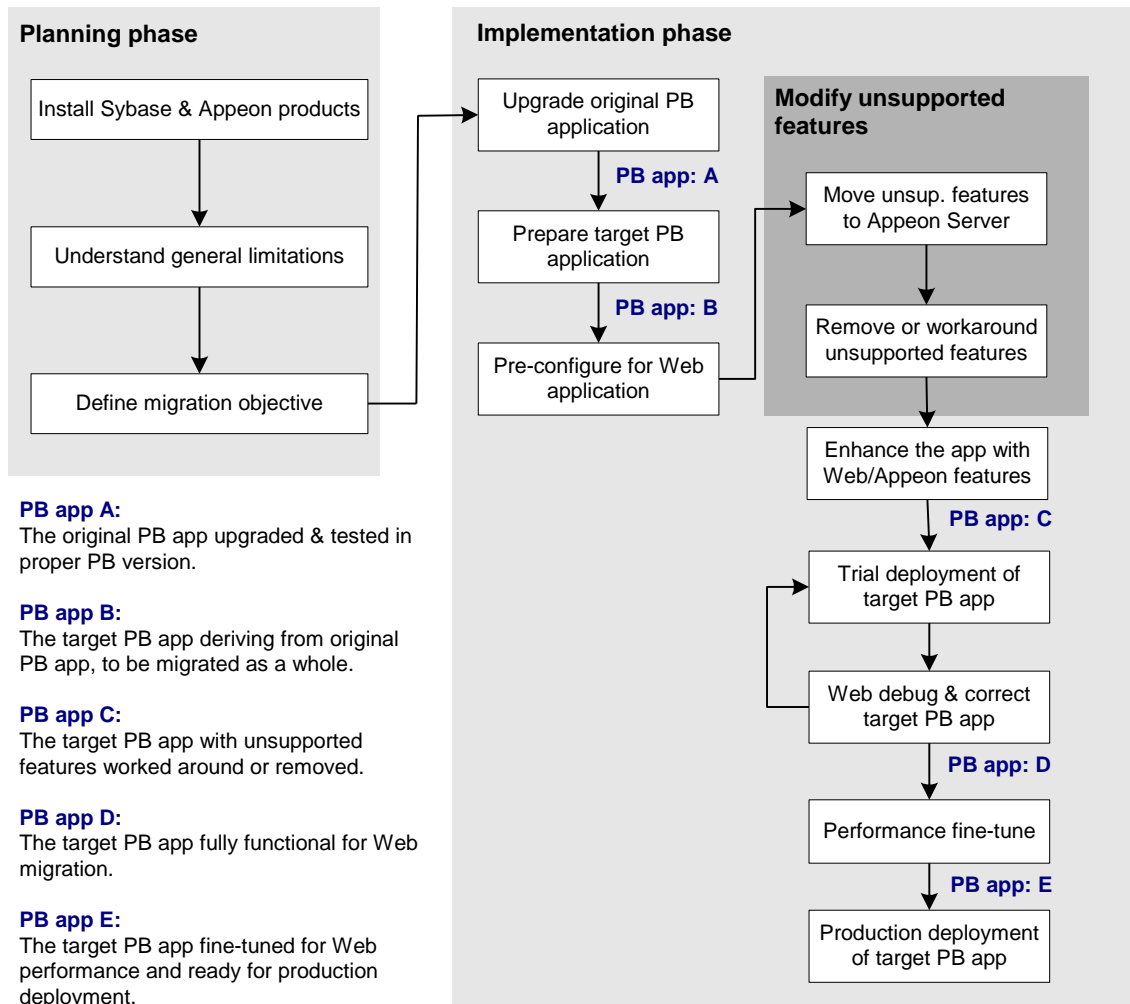 Planning phase
Install Sybase & Appeon products
Understand general limitations
Define migration objective
Implementation phase
Upgrade original PB
application
PB app: A
Prepare target PB
application
PB app: B
Pre-configure for Web
application
Modify unsupported
features
Move unsup. features
to Appeon Server
Remove or workaround
unsupported features
Enhance the app with
Web/Appeon features
PB app: C
Trial deployment of
target PB app
Web debug & correct
target PB app
PB app: D
Performance fine-tune
PB app: E
Production deployment
of target PB app
PB app A:
The original PB app upgraded & tested in
proper PB version.
PB app B:
The target PB app deriving from original
PB app, to be migrated as a whole.
PB app C:
The target PB app with unsupported
features worked around or removed.
PB app D:
The target PB app fully functional for Web
migration.
PB app E:
The target PB app fine-tuned for Web
performance and ready for production
deployment.